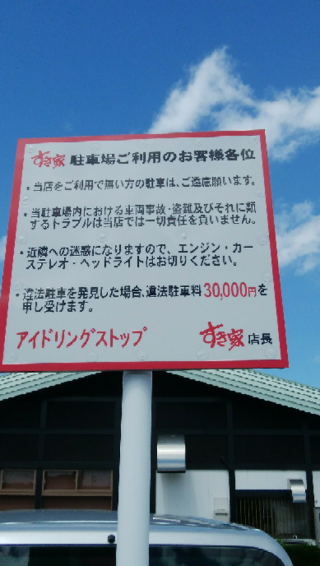 すき家 駐車場ご利用のお客様各位
・当店をご利用で無い方の駐車は、ご遠慮願います。
・当駐車場内における車両事故・盗難及びそれに類
するトラブルは当店では一切責任を負いません。
・近隣への迷惑になりますので、エンジン・カー
ステレオ・ヘッドライトはお切りください。
・違法駐車を発見した場合、違法駐車料30,000円を
申し受けます。
アイドリングストップ すき家 店長